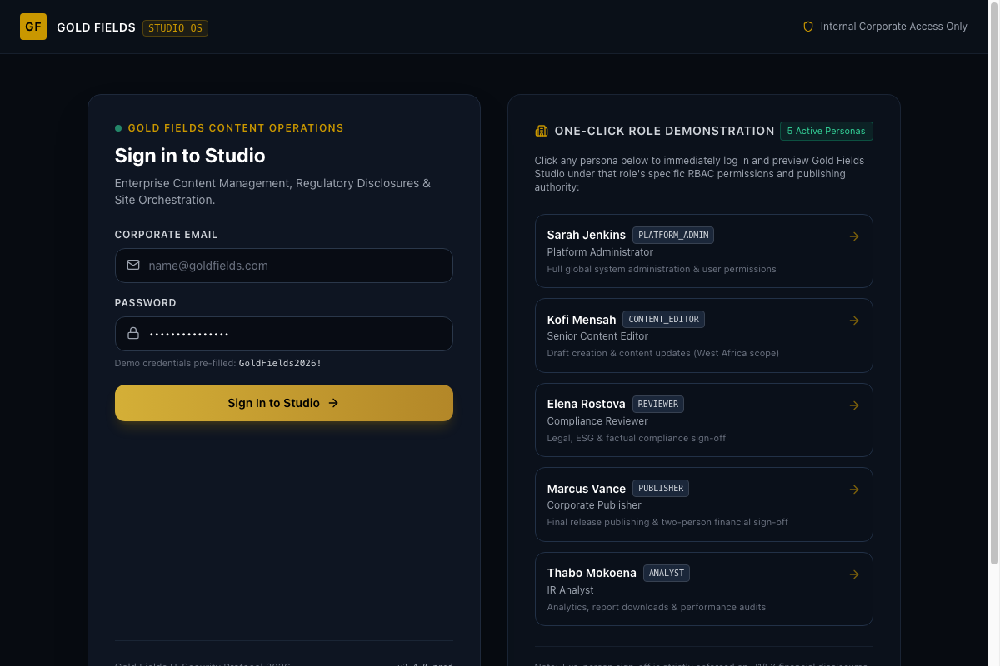 GF GOLD FIELDS STUDIO OS
Internal Corporate Access Only
GOLD FIELDS CONTENT OPERATIONS
Sign in to Studio
Enterprise Content Management, Regulatory Disclosures &
Site Orchestration.
CORPORATE EMAIL
name@goldfields.com
PASSWORD
•••••••••••••••
Demo credentials pre-filled: GoldFields2026!
Sign In to Studio →
ONE-CLICK ROLE DEMONSTRATION 5 Active Personas
Click any persona below to immediately log in and preview Gold Fields
Studio under that role's specific RBAC permissions and publishing
authority:
Sarah Jenkins PLATFORM_ADMIN
Platform Administrator
Full global system administration & user permissions
Kofi Mensah CONTENT_EDITOR
Senior Content Editor
Draft creation & content updates (West Africa scope)
Elena Rostova REVIEWER
Compliance Reviewer
Legal, ESG & factual compliance sign-off
Marcus Vance PUBLISHER
Corporate Publisher
Final release publishing & two-person financial sign-off
Thabo Mokoena ANALYST
IR Analyst
Analytics, report downloads & performance audits